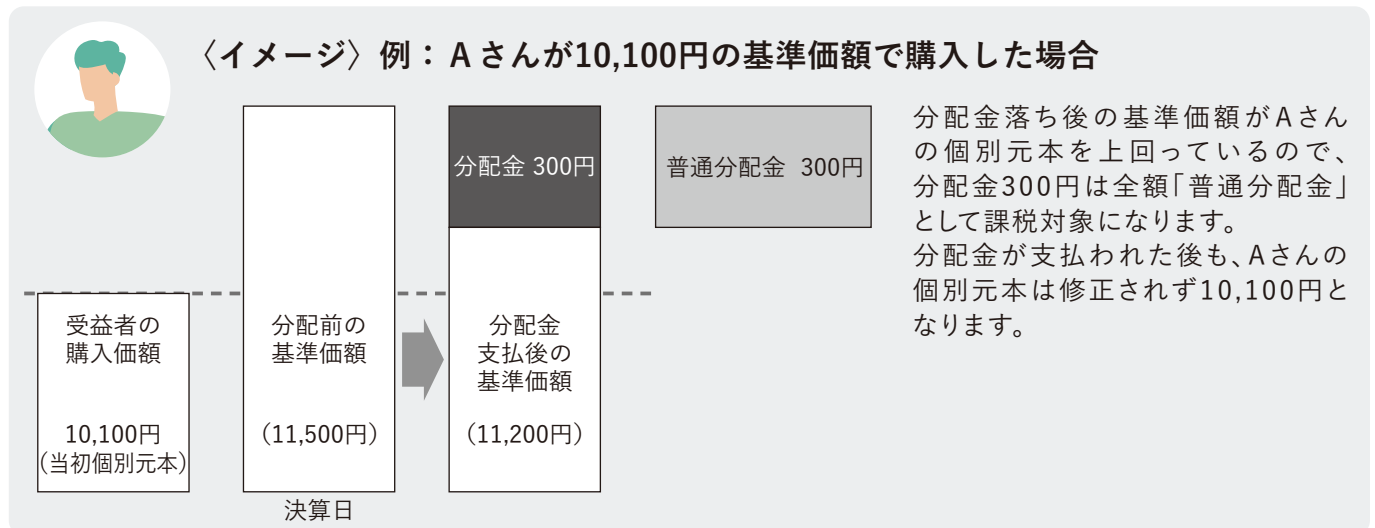 〈イメージ〉例：Aさんが10,100円の基準価額で購入した場合
受益者の
購入価額
10,100円
(当初個別元本)
分配前の
基準価額
(11,500円)
決算日
分配金 300円
分配金
支払後の
基準価額
(11,200円)
普通分配金 300円
分配金落ち後の基準価額がAさん
の個別元本を上回っているので、
分配金300円は全額「普通分配金」
として課税対象になります。
分配金が支払われた後も、Aさんの
個別元本は修正されず10,100円と
なります。